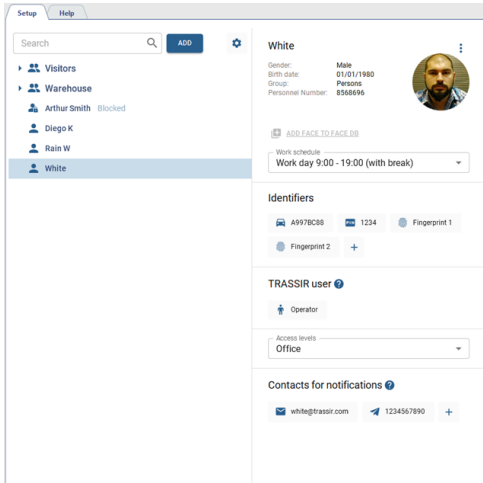 Setup
Help
Search
ADD
Visitors
Warehouse
Arthur Smith Blocked
Diego K
Rain W
White
White
Gender: Male
Birth date: 01/01/1980
Group: Persons
Personnel Number: 8568696
ADD FACE TO FACE DB
Work schedule
Work day 9:00 - 19:00 (with break)
Identifiers
A997BC88
1234
Fingerprint 1
Fingerprint 2
TRASSIR user
Operator
Access levels
Office
Contacts for notifications
white@trassir.com
1234567890